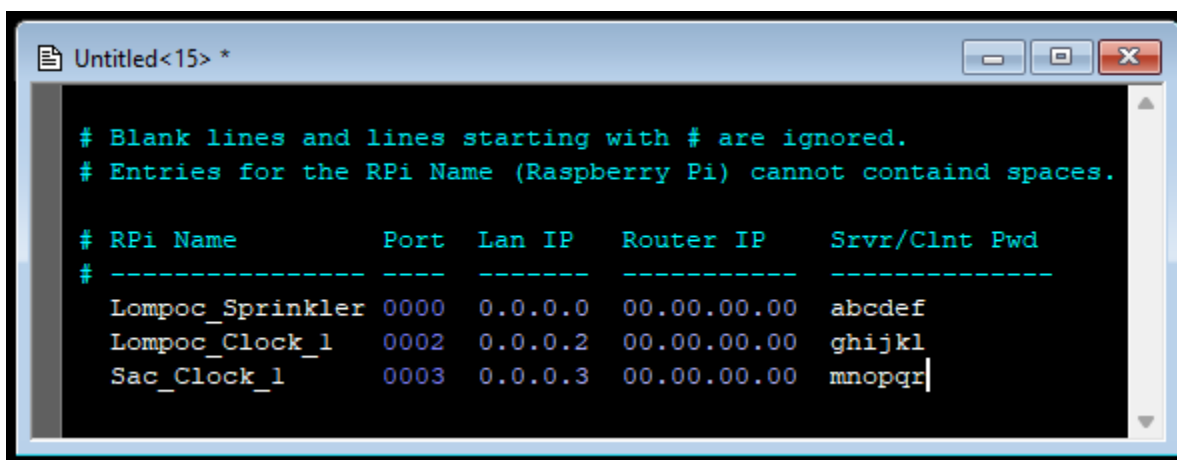 Untitled<15> *
# Blank lines and lines starting with # are ignored.
# Entries for the RPi Name (Raspberry Pi) cannot containd spaces.
# RPi Name         Port  Lan IP   Router IP    Srvr/Clnt Pwd
# ---------------- ----  -------  -----------  --------------
  Lompoc_Sprinkler 0000  0.0.0.0  00.00.00.00  abcdef
  Lompoc_Clock_1   0002  0.0.0.2  00.00.00.00  ghijkl
  Sac_Clock_1      0003  0.0.0.3  00.00.00.00  mnopqr